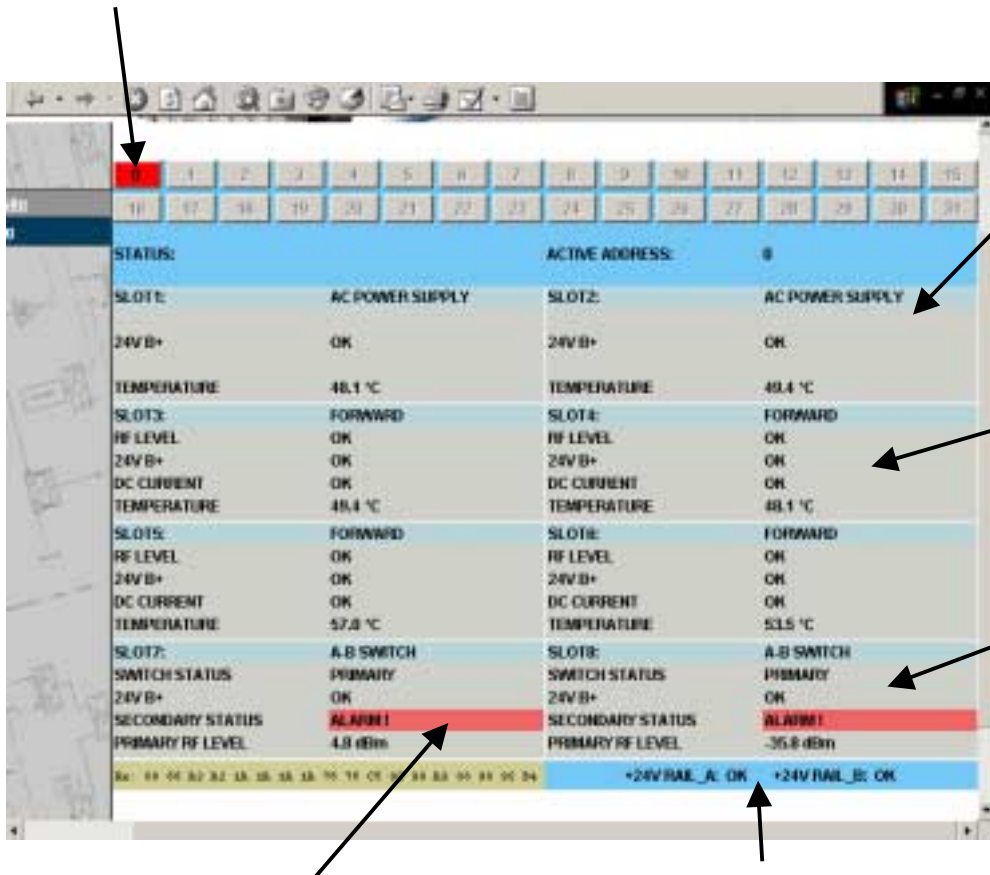 0 1 2 3 4 5 6 7 8 9 10 11 12 13 14 15
16 17 18 19 20 21 22 23 24 25 26 27 28 29 30 31
STATUS: ACTIVE ADDRESS: 0
SLOT1: AC POWER SUPPLY SLOT2: AC POWER SUPPLY
24V B+ OK 24V B+ OK
TEMPERATURE 48.1 °C TEMPERATURE 49.4 °C
SLOT3: FORWARD SLOT4: FORWARD
RF LEVEL OK RF LEVEL OK
24V B+ OK 24V B+ OK
DC CURRENT OK DC CURRENT OK
TEMPERATURE 49.4 °C TEMPERATURE 48.1 °C
SLOT5: FORWARD SLOT6: FORWARD
RF LEVEL OK RF LEVEL OK
24V B+ OK 24V B+ OK
DC CURRENT OK DC CURRENT OK
TEMPERATURE °C TEMPERATURE 53.5 °C
SLOT7: A-B SWITCH SLOT8: A-B SWITCH
SWITCH STATUS PRIMARY SWITCH STATUS PRIMARY
24V B+ OK 24V B+ OK
SECONDARY STATUS ALARM ! SECONDARY STATUS ALARM !
PRIMARY RF LEVEL 4.8 dBm PRIMARY RF LEVEL -35.8 dBm
+24V RAIL_A: OK +24V RAIL_B: OK